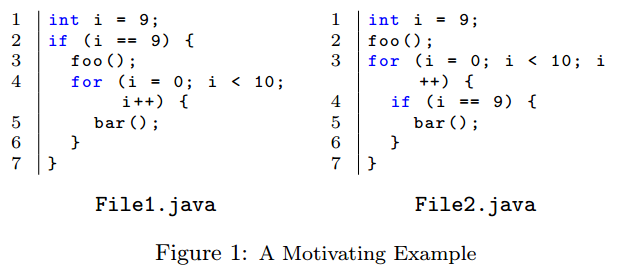 1 int i = 9;
2 if (i == 9) {
3 foo();
4 for (i = 0; i < 10;
i++) {
5 bar();
6 }
7 }
File1.java
1 int i = 9;
2 foo();
3 for (i = 0; i < 10; i
++) {
4 if (i == 9) {
5 bar();
6 }
7 }
File2.java
Figure 1: A Motivating Example